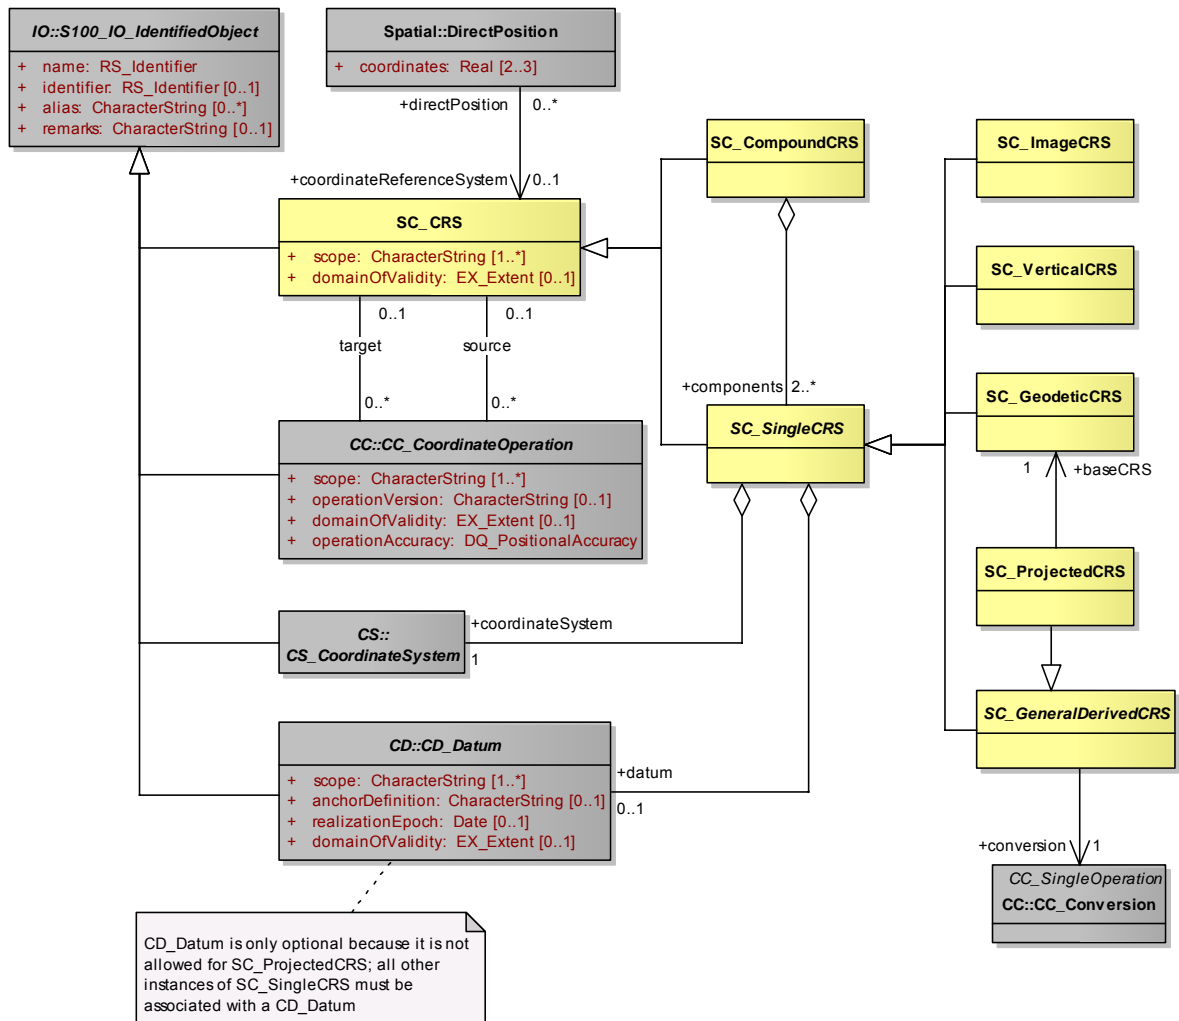 IO::S100_IO_IdentifiedObject
+ name: RS_Identifier
+ identifier: RS_Identifier [0..1]
+ alias: CharacterString [0..*]
+ remarks: CharacterString [0..1]
Spatial::DirectPosition
+ coordinates: Real [2..3]
+directPosition
0..*
+coordinateReferenceSystem
0..1
SC_CRS
+ scope: CharacterString [1..*]
+ domainOfValidity: EX_Extent [0..1]
0..1
0..1
target
source
0..*
0..*
CC::CC_CoordinateOperation
+ scope: CharacterString [1..*]
+ operationVersion: CharacterString [0..1]
+ domainOfValidity: EX_Extent [0..1]
+ operationAccuracy: DQ_PositionalAccuracy
CS::
CS_CoordinateSystem
+coordinateSystem
1
CD::CD_Datum
+ scope: CharacterString [1..*]
+ anchorDefinition: CharacterString [0..1]
+ realizationEpoch: Date [0..1]
+ domainOfValidity: EX_Extent [0..1]
+datum
0..1
CD_Datum is only optional because it is not
allowed for SC_ProjectedCRS; all other
instances of SC_SingleCRS must be
associated with a CD_Datum
SC_CompoundCRS
+components
2..*
SC_SingleCRS
SC_ImageCRS
SC_VerticalCRS
SC_GeodeticCRS
1
+baseCRS
SC_ProjectedCRS
SC_GeneralDerivedCRS
+conversion
1
CC_SingleOperation
CC::CC_Conversion